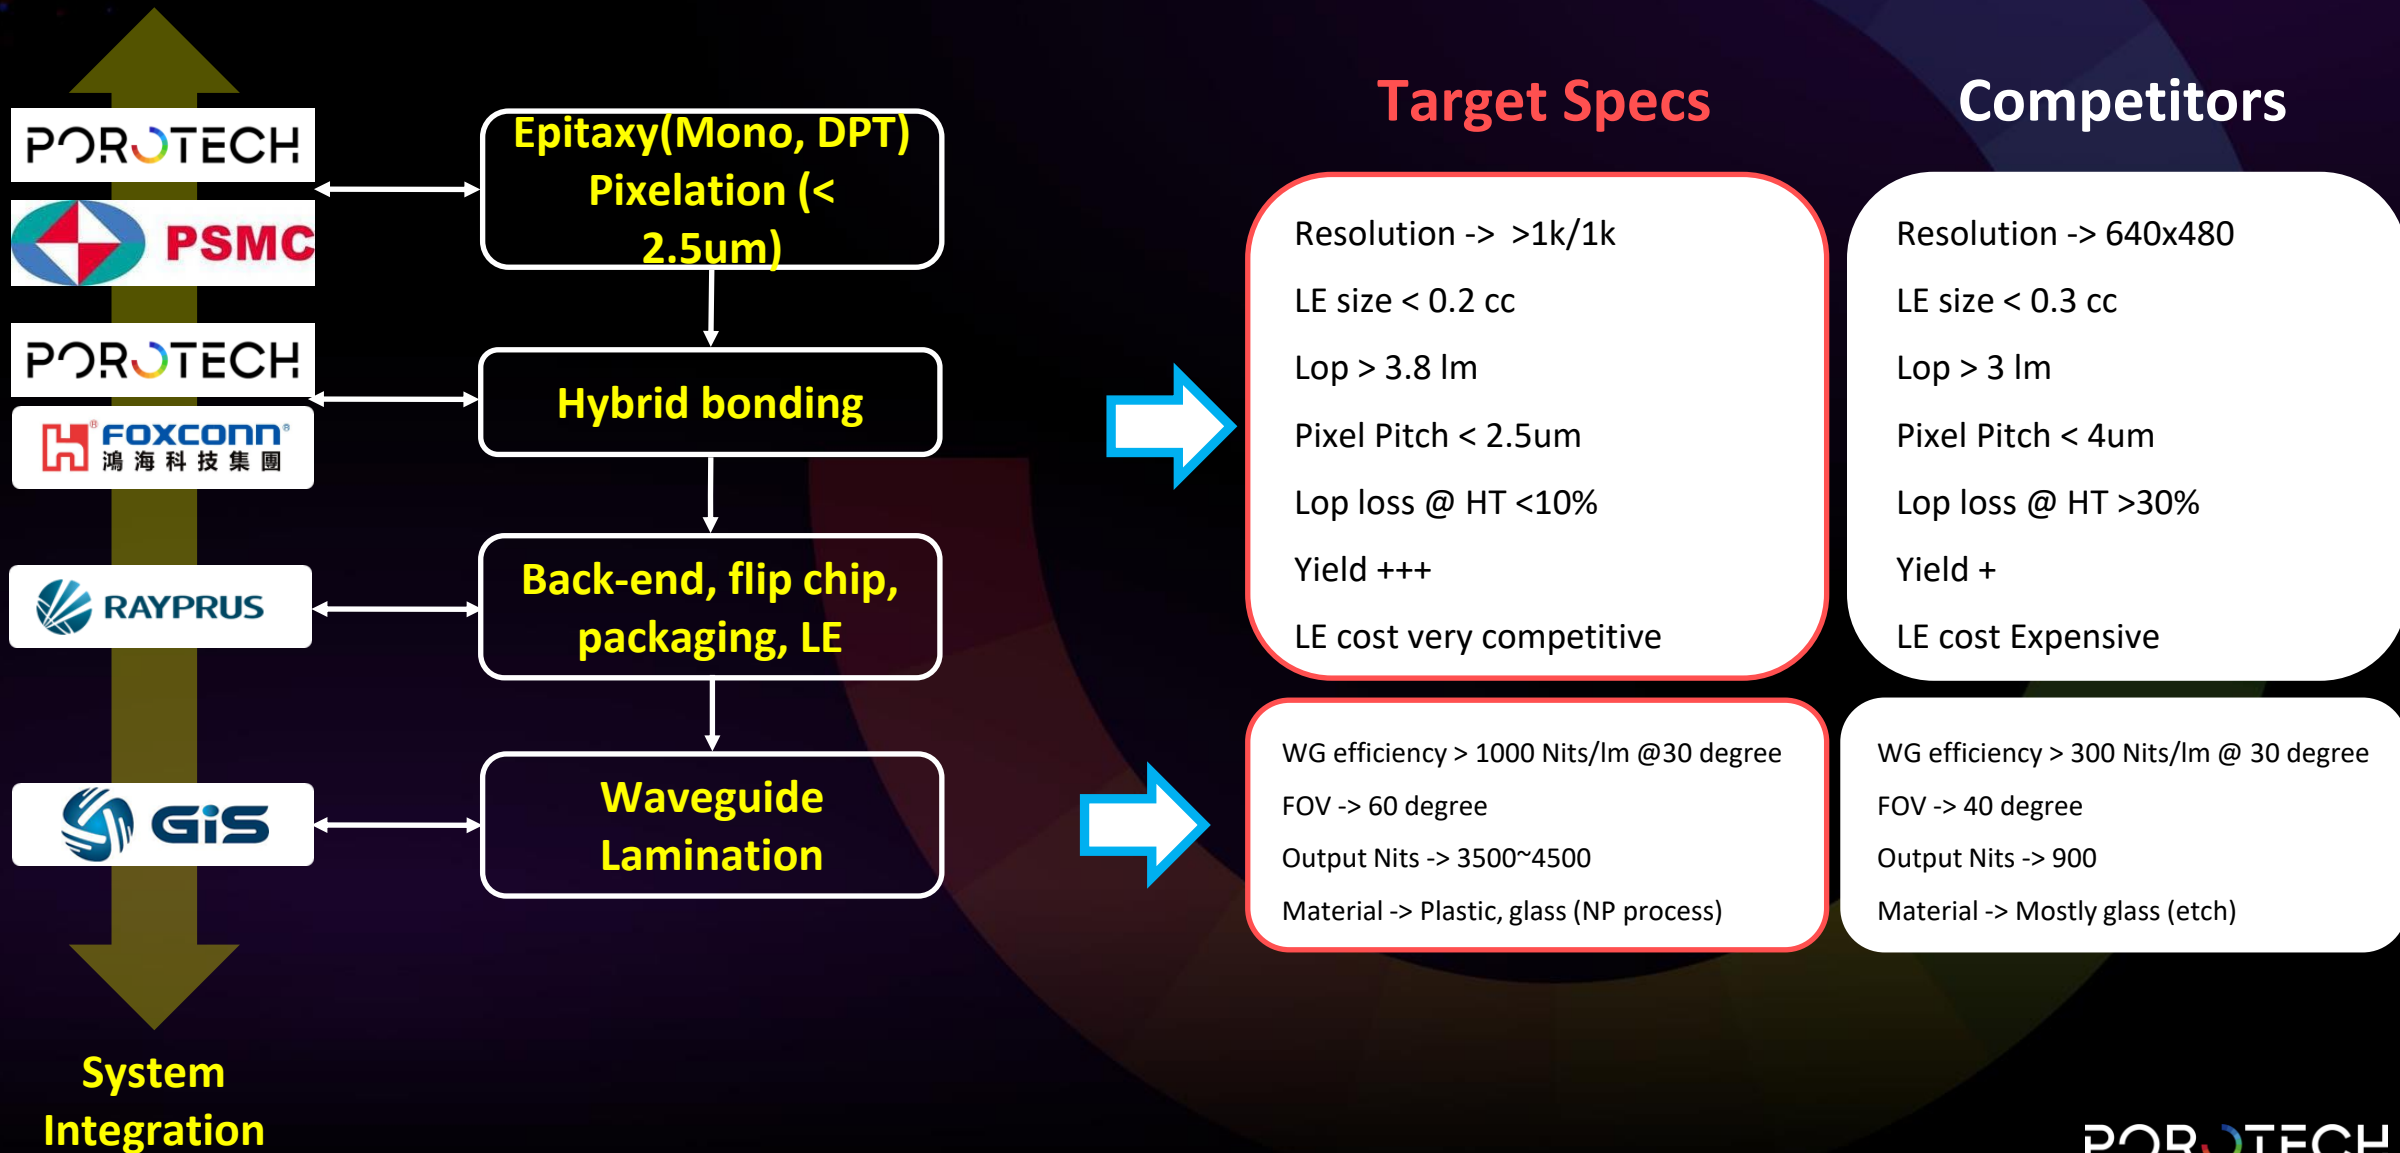 POROTECH
PSMC
POROTECH
FOXCONN®
鴻海科技集團
RAYPRUS
GiS
System
Integration
Epitaxy(Mono, DPT)
Pixelation (<
2.5um)
Hybrid bonding
Back-end, flip chip,
packaging, LE
Waveguide
Lamination
Target Specs
Resolution -> >1k/1k
LE size < 0.2 cc
Lop > 3.8 lm
Pixel Pitch < 2.5um
Lop loss @ HT <10%
Yield +++
LE cost very competitive
WG efficiency > 1000 Nits/lm @30 degree
FOV -> 60 degree
Output Nits -> 3500~4500
Material -> Plastic, glass (NP process)
Competitors
Resolution -> 640x480
LE size < 0.3 cc
Lop > 3 lm
Pixel Pitch < 4um
Lop loss @ HT >30%
Yield +
LE cost Expensive
WG efficiency > 300 Nits/lm @ 30 degree
FOV -> 40 degree
Output Nits -> 900
Material -> Mostly glass (etch)
POROTECH